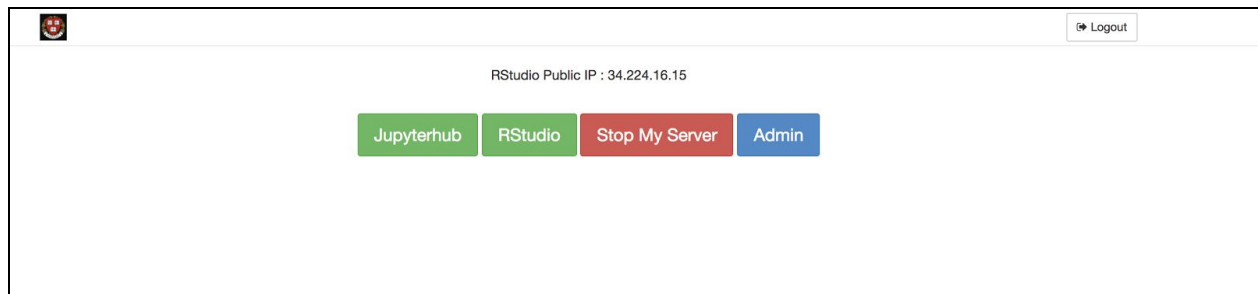 Logout
RStudio Public IP : 34.224.16.15
Jupyterhub RStudio Stop My Server Admin